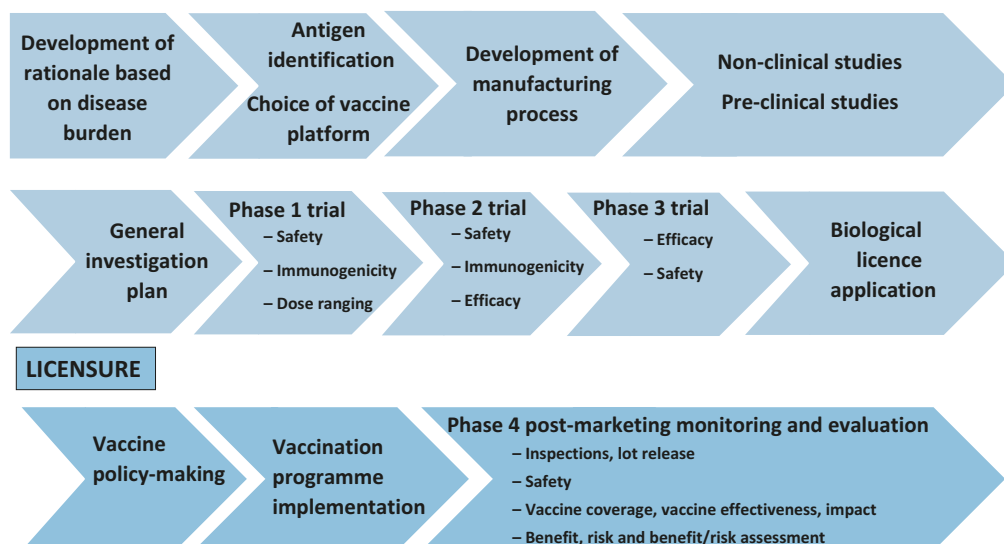 Development of
rationale based
on disease
burden
Antigen
identification
Choice of vaccine
platform
Development of
manufacturing
process
Non-clinical studies
Pre-clinical studies
General
investigation
plan
Phase 1 trial
– Safety
– Immunogenicity
– Dose ranging
Phase 2 trial
– Safety
– Immunogenicity
– Efficacy
Phase 3 trial
– Efficacy
– Safety
Biological
licence
application
LICENSURE
Vaccine
policy-making
Vaccination
programme
implementation
Phase 4 post-marketing monitoring and evaluation
– Inspections, lot release
– Safety
– Vaccine coverage, vaccine effectiveness, impact
– Benefit, risk and benefit/risk assessment